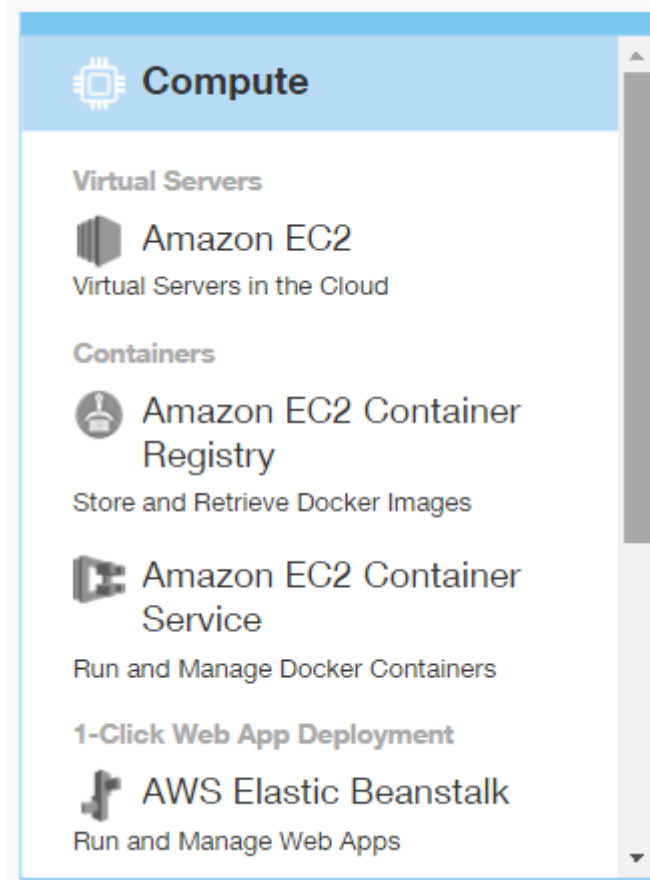 Compute
Virtual Servers
Amazon EC2
Virtual Servers in the Cloud
Containers
Amazon EC2 Container
Registry
Store and Retrieve Docker Images
Amazon EC2 Container
Service
Run and Manage Docker Containers
1-Click Web App Deployment
AWS Elastic Beanstalk
Run and Manage Web Apps